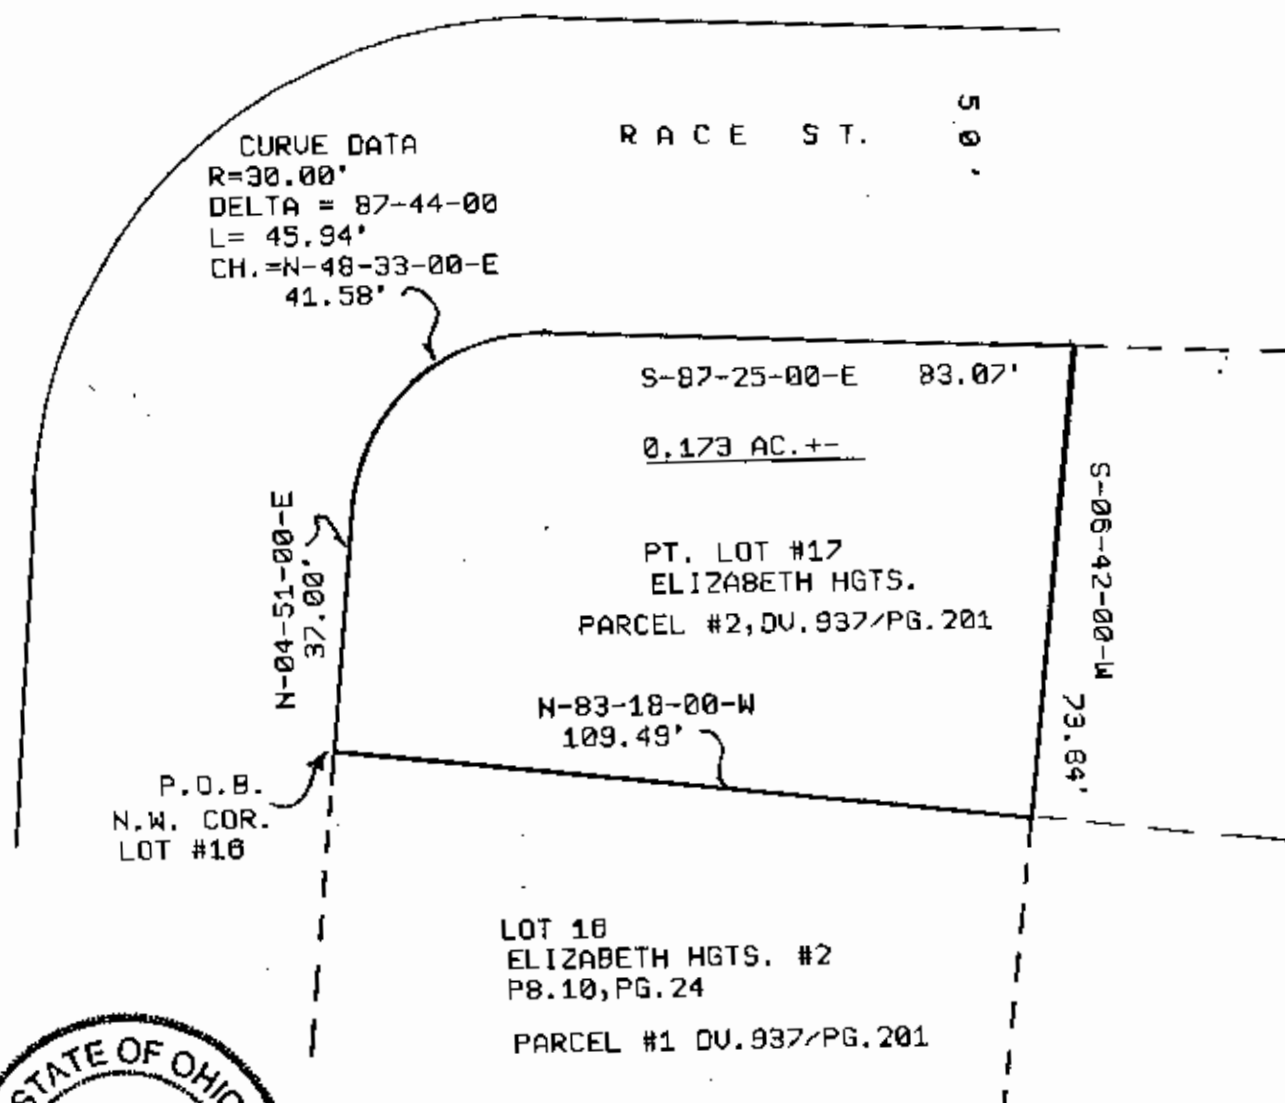 RACE ST.
50'
CURVE DATA
R=30.00'
DELTA = 87-44-00
L= 45.94'
CH.=N-48-33-00-E
41.58'
S-87-25-00-E 83.07'
0.173 AC.+-
N-04-51-00-E
37.00'
S-06-42-00-W 73.84'
PT. LOT #17
ELIZABETH HGTS.
PARCEL #2,DV.937/PG.201
N-83-18-00-W
109.49'
P.O.B.
N.W. COR.
LOT #16
LOT 16
ELIZABETH HGTS. #2
PB.10,PG.24
PARCEL #1 DV.937/PG.201
STATE OF OHIO